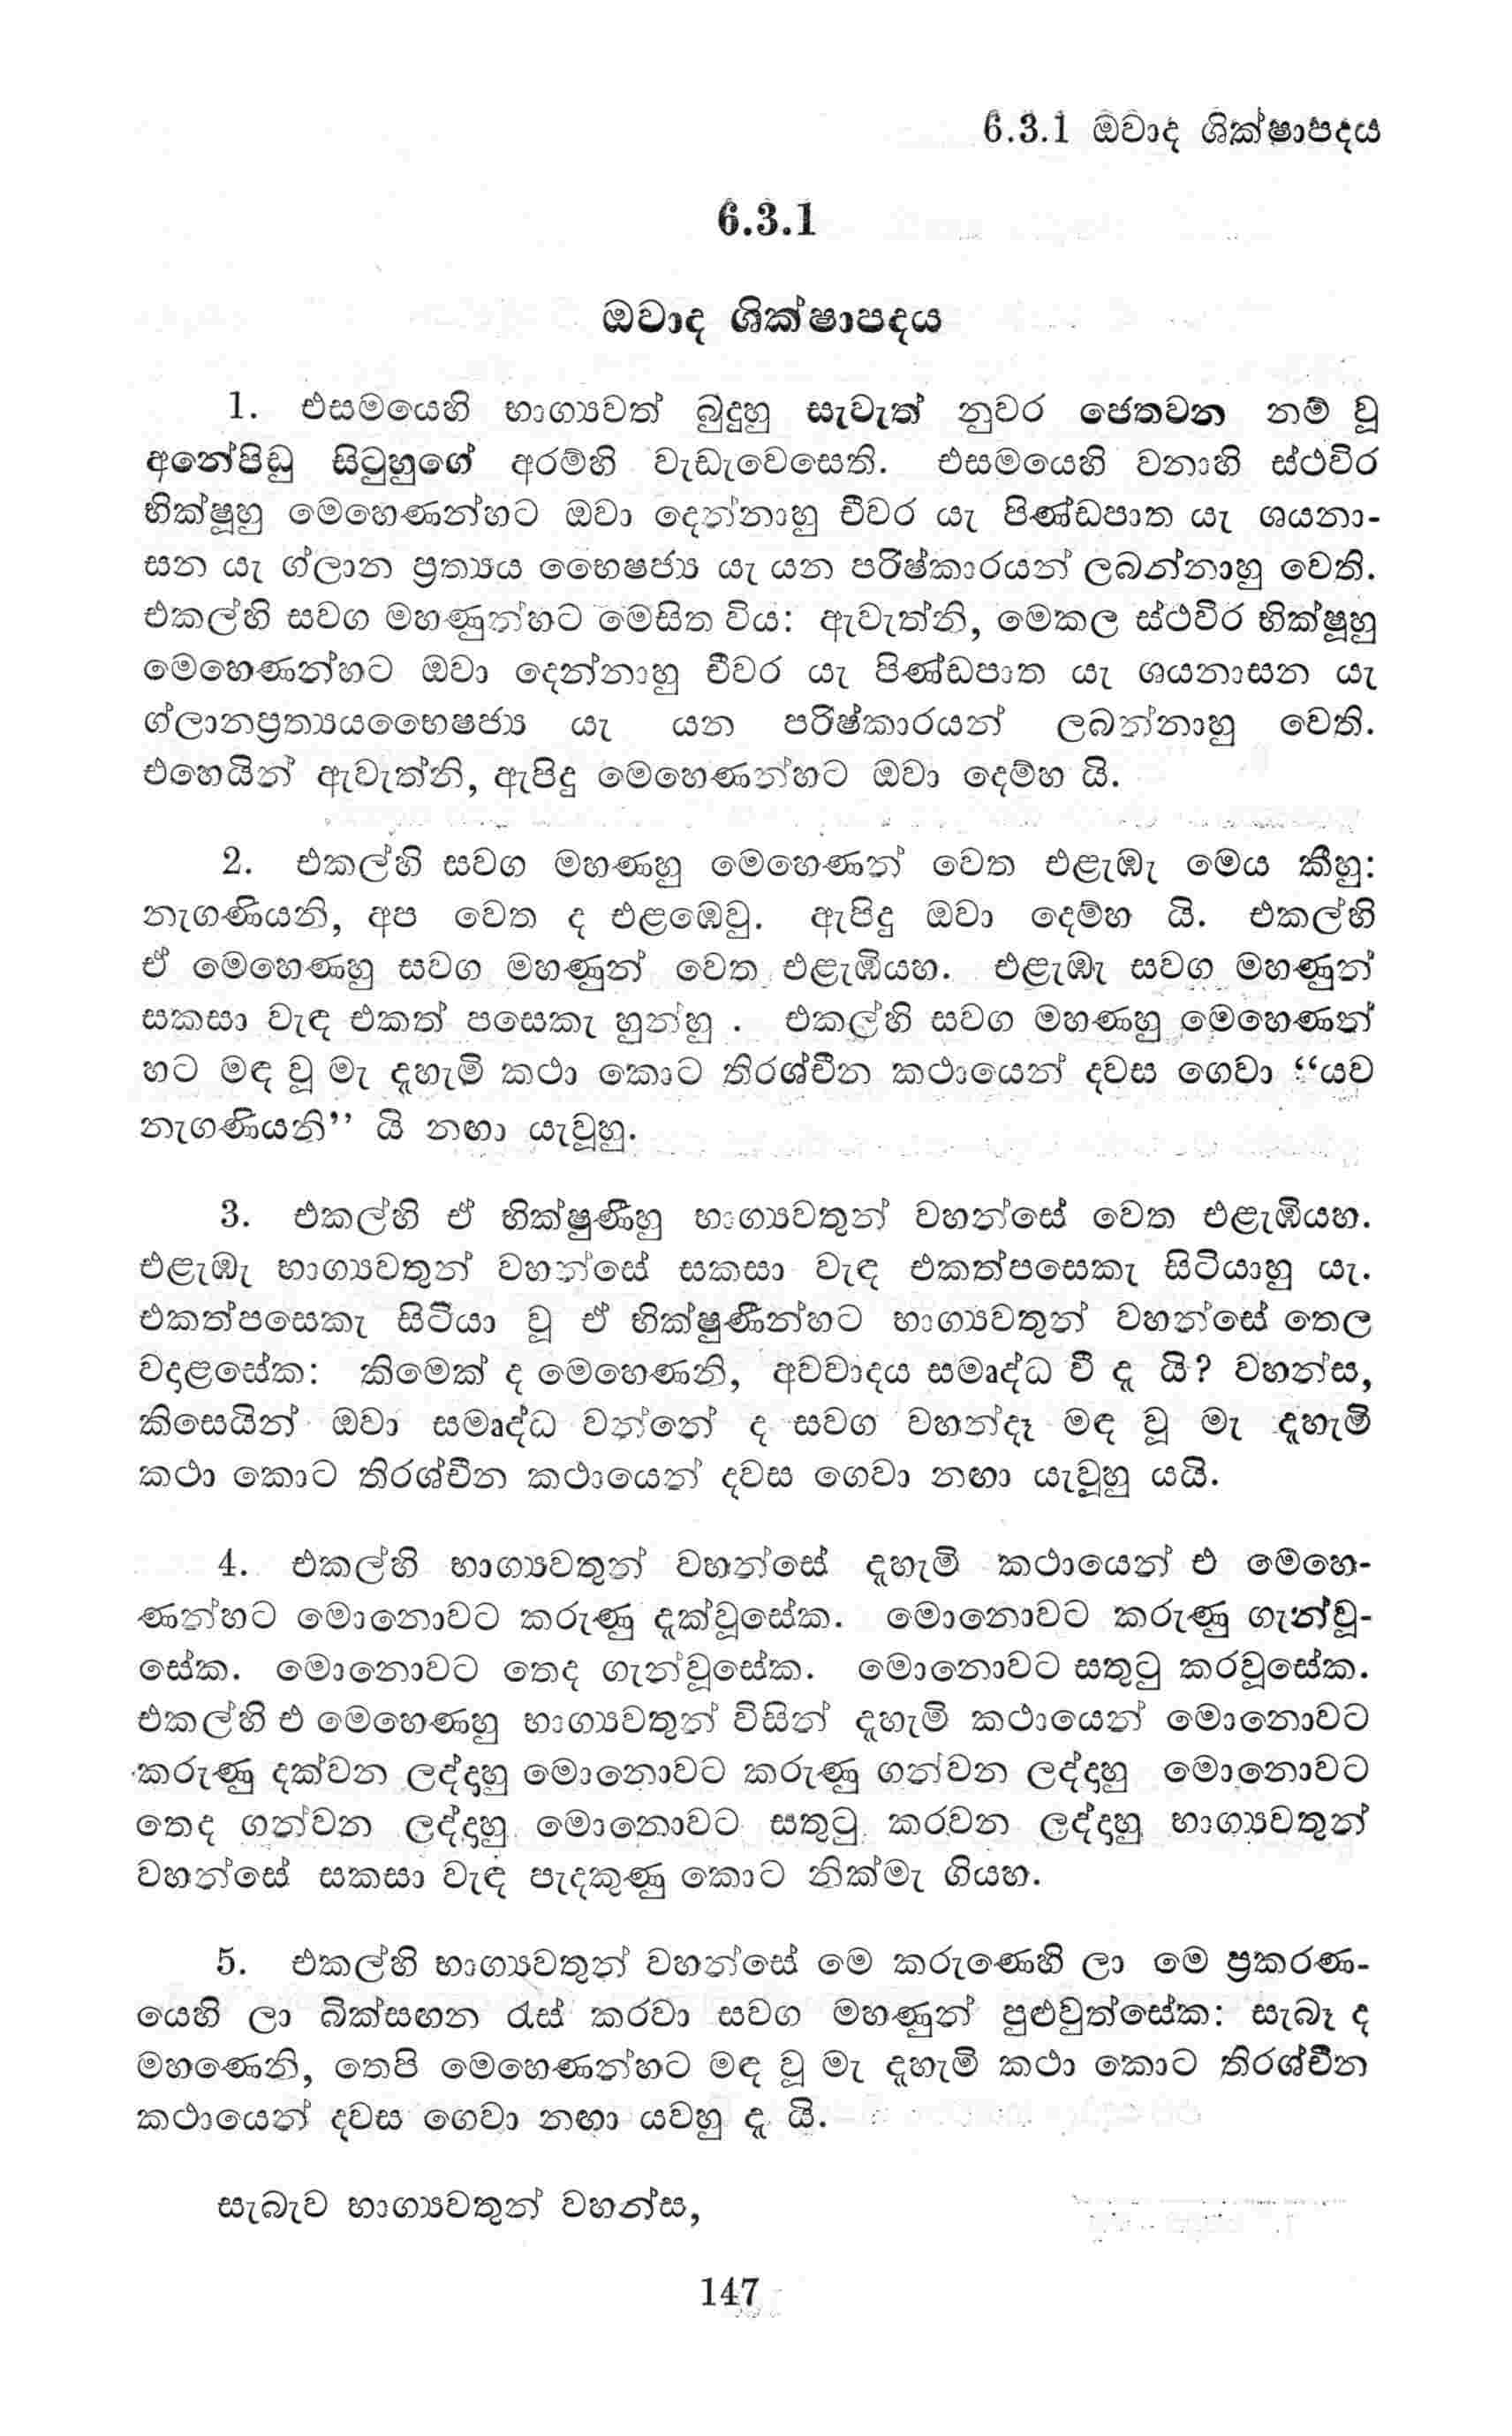 6.3.1 ඔවාද ශික්ෂාපදය
6.3.1
ඔවාද ශික්ෂාපදය
1. එසමයෙහි භාග්‍යවත් බුදුහු සැවැත් නුවර ජෙතවන නම් වූ
අනේපිඬු සිටුහුගේ අරම්හි වැඩැවෙසෙති. එසමයෙහි වනාහි ස්ථවිර
භික්ෂූහු මෙහෙණන්හට ඔවා දෙන්නාහු චීවර යැ පිණ්ඩපාත යැ ශයනා-
සන යැ ග්ලාන ප්‍රත්‍යය භෛෂජ්‍ය යැ යන පරිෂ්කාරයන් ලබන්නාහු වෙති.
එකල්හි සවග මහණුන්හට මෙසිත විය: ඇවැත්නි, මෙකල ස්ථවිර භික්ෂූහු
මෙහෙණන්හට ඔවා දෙන්නාහු චීවර යැ පිණ්ඩපාත යැ ශයනාසන යැ
ග්ලානප්‍රත්‍යයභෛෂජ්‍ය යැ යන පරිෂ්කාරයන් ලබන්නාහු වෙති.
එහෙයින් ඇවැත්නි, ඇපිදු මෙහෙණන්හට ඔවා දෙම්හ යි.
2. එකල්හි සවග මහණහු මෙහෙණන් වෙත එළැඹැ මෙය කීහු:
නැගණියනි, අප වෙත ද එළඹෙවු. ඇපිදු ඔවා දෙම්හ යි. එකල්හි
ඒ මෙහෙණහු සවග මහණුන් වෙත එළැඹියහ. එළැඹැ සවග මහණුන්
සකසා වැඳ එකත් පසෙකැ හුන්හු . එකල්හි සවග මහණහු මෙහෙණන්
හට මඳ වූ මැ දැහැමි කථා කොට තිරශ්චීන කථායෙන් දවස ගෙවා “යව
නැගණියනි” යි නඟා යැවූහු.
3. එකල්හි ඒ භික්ෂුණීහු භාග්‍යවතුන් වහන්සේ වෙත එළැඹියහ.
එළැඹැ භාග්‍යවතුන් වහන්සේ සකසා වැඳ එකත්පසෙකැ සිටියාහු යැ.
එකත්පසෙකැ සිටියා වූ ඒ භික්ෂුණීන්හට භාග්‍යවතුන් වහන්සේ තෙල
වදාළසේක: කිමෙක් ද මෙහෙණනි, අවවාදය සමෘද්ධ වී දැ යි? වහන්ස,
කිසෙයින් ඔවා සමෘද්ධ වන්නේ ද සවග වහන්දෑ මඳ වූ මැ දැහැමි
කථා කොට තිරශ්චීන කථායෙන් දවස ගෙවා නඟා යැවූහු යයි.
4. එකල්හි භාග්‍යවතුන් වහන්සේ දැහැමි කථායෙන් එ මෙහෙ-
ණන්හට මොනොවට කරුණු දැක්වූසේක. මොනොවට කරුණු ගැන්වූ-
සේක. මොනොවට තෙද ගැන්වූසේක. මොනොවට සතුටු කරවූසේක.
එකල්හි එ මෙහෙණහු භාග්‍යවතුන් විසින් දැහැමි කථායෙන් මොනොවට
කරුණු දක්වන ලද්දාහු මොනොවට කරුණු ගන්වන ලද්දාහු මොනොවට
තෙද ගන්වන ලද්දාහු මොනොවට සතුටු කරවන ලද්දාහු භාග්‍යවතුන්
වහන්සේ සකසා වැඳ පැදකුණු කොට නික්මැ ගියහ.
5. එකල්හි භාග්‍යවතුන් වහන්සේ මෙ කරුණෙහි ලා මෙ ප්‍රකරණ-
යෙහි ලා බික්සඟන රැස් කරවා සවග මහණුන් පුළුවුත්සේක: සැබෑ ද
මහණෙනි, තෙපි මෙහෙණන්හට මඳ වූ මැ දැහැමි කථා කොට තිරශ්චීන
කථායෙන් දවස ගෙවා නඟා යවහු දැ යි.
සැබැව භාග්‍යවතුන් වහන්ස,
147